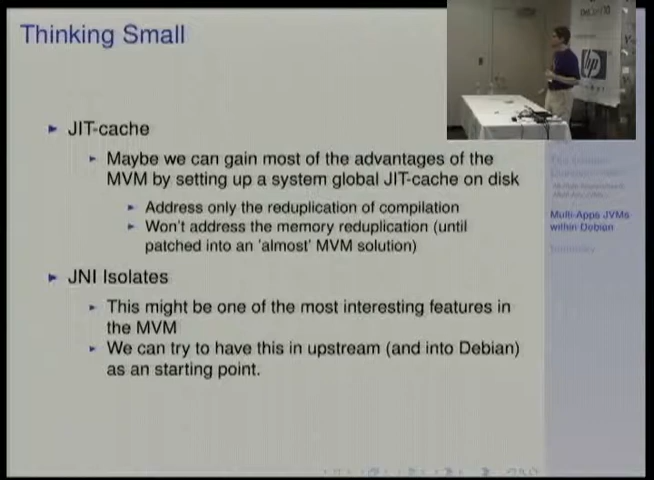 Thinking Small
JIT-cache
Maybe we can gain most of the advantages of the
MVM by setting up a system global JIT-cache on disk
Address only the reduplication of compilation
Won't address the memory reduplication (until
patched into an 'almost' MVM solution)
JNI Isolates
This might be one of the most interesting features in
the MVM
We can try to have this in upstream (and into Debian)
as an starting point.
DebConf10
hp
Multi-Apps JVMs
within Debian